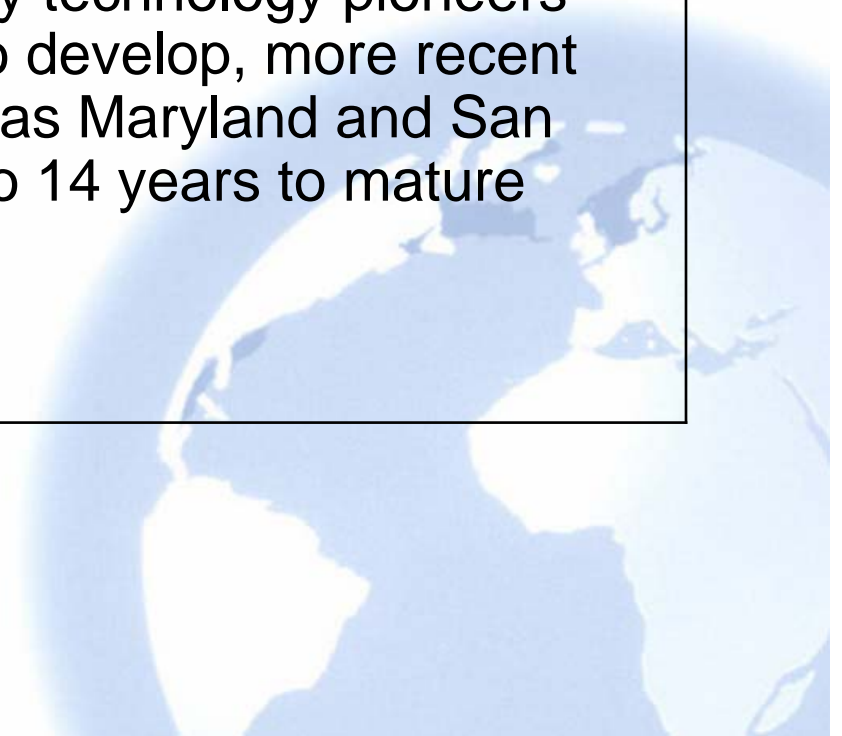 technology pioneers
develop, more recent
as Maryland and San
14 years to mature